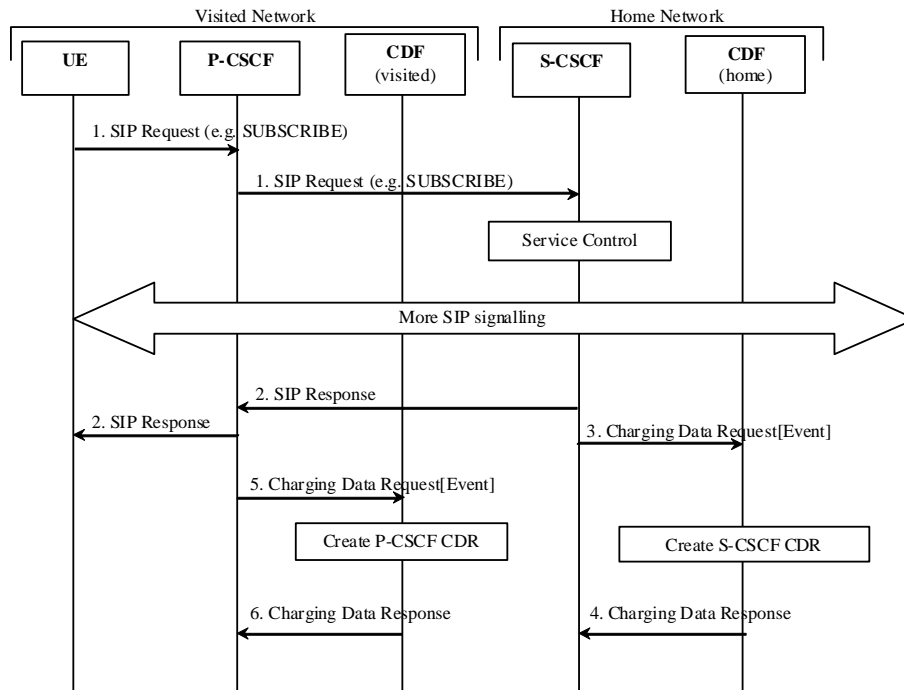 Visited Network
Home Network
UE
P-CSCF
CDF
(visited)
S-CSCF
CDF
(home)
1. SIP Request (e.g. SUBSCRIBE)
1. SIP Request (e.g. SUBSCRIBE)
Service Control
More SIP signalling
2. SIP Response
2. SIP Response
3. Charging Data Request[Event]
5. Charging Data Request[Event]
Create P-CSCF CDR
Create S-CSCF CDR
6. Charging Data Response
4. Charging Data Response